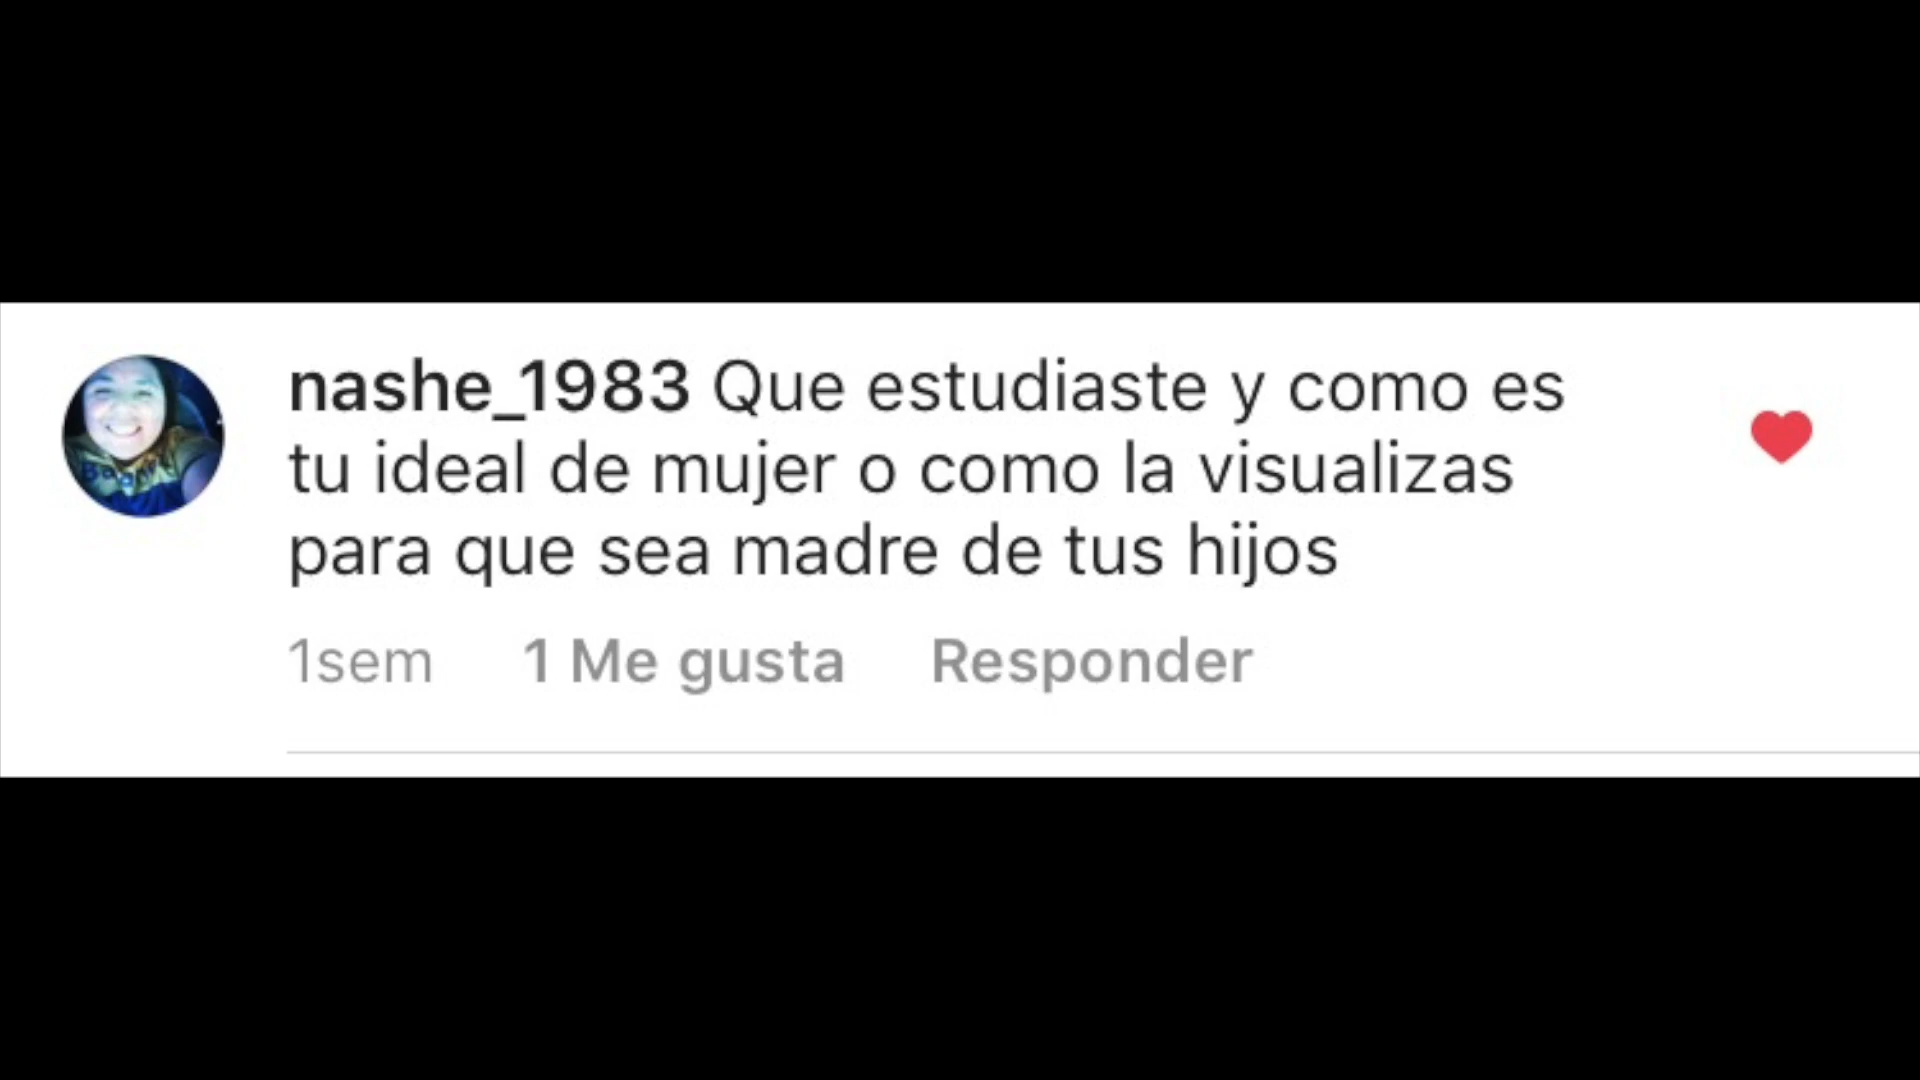 nashe_1983 Que estudiaste y como es
tu ideal de mujer o como la visualizas
para que sea madre de tus hijos
1sem 1 Me gusta Responder